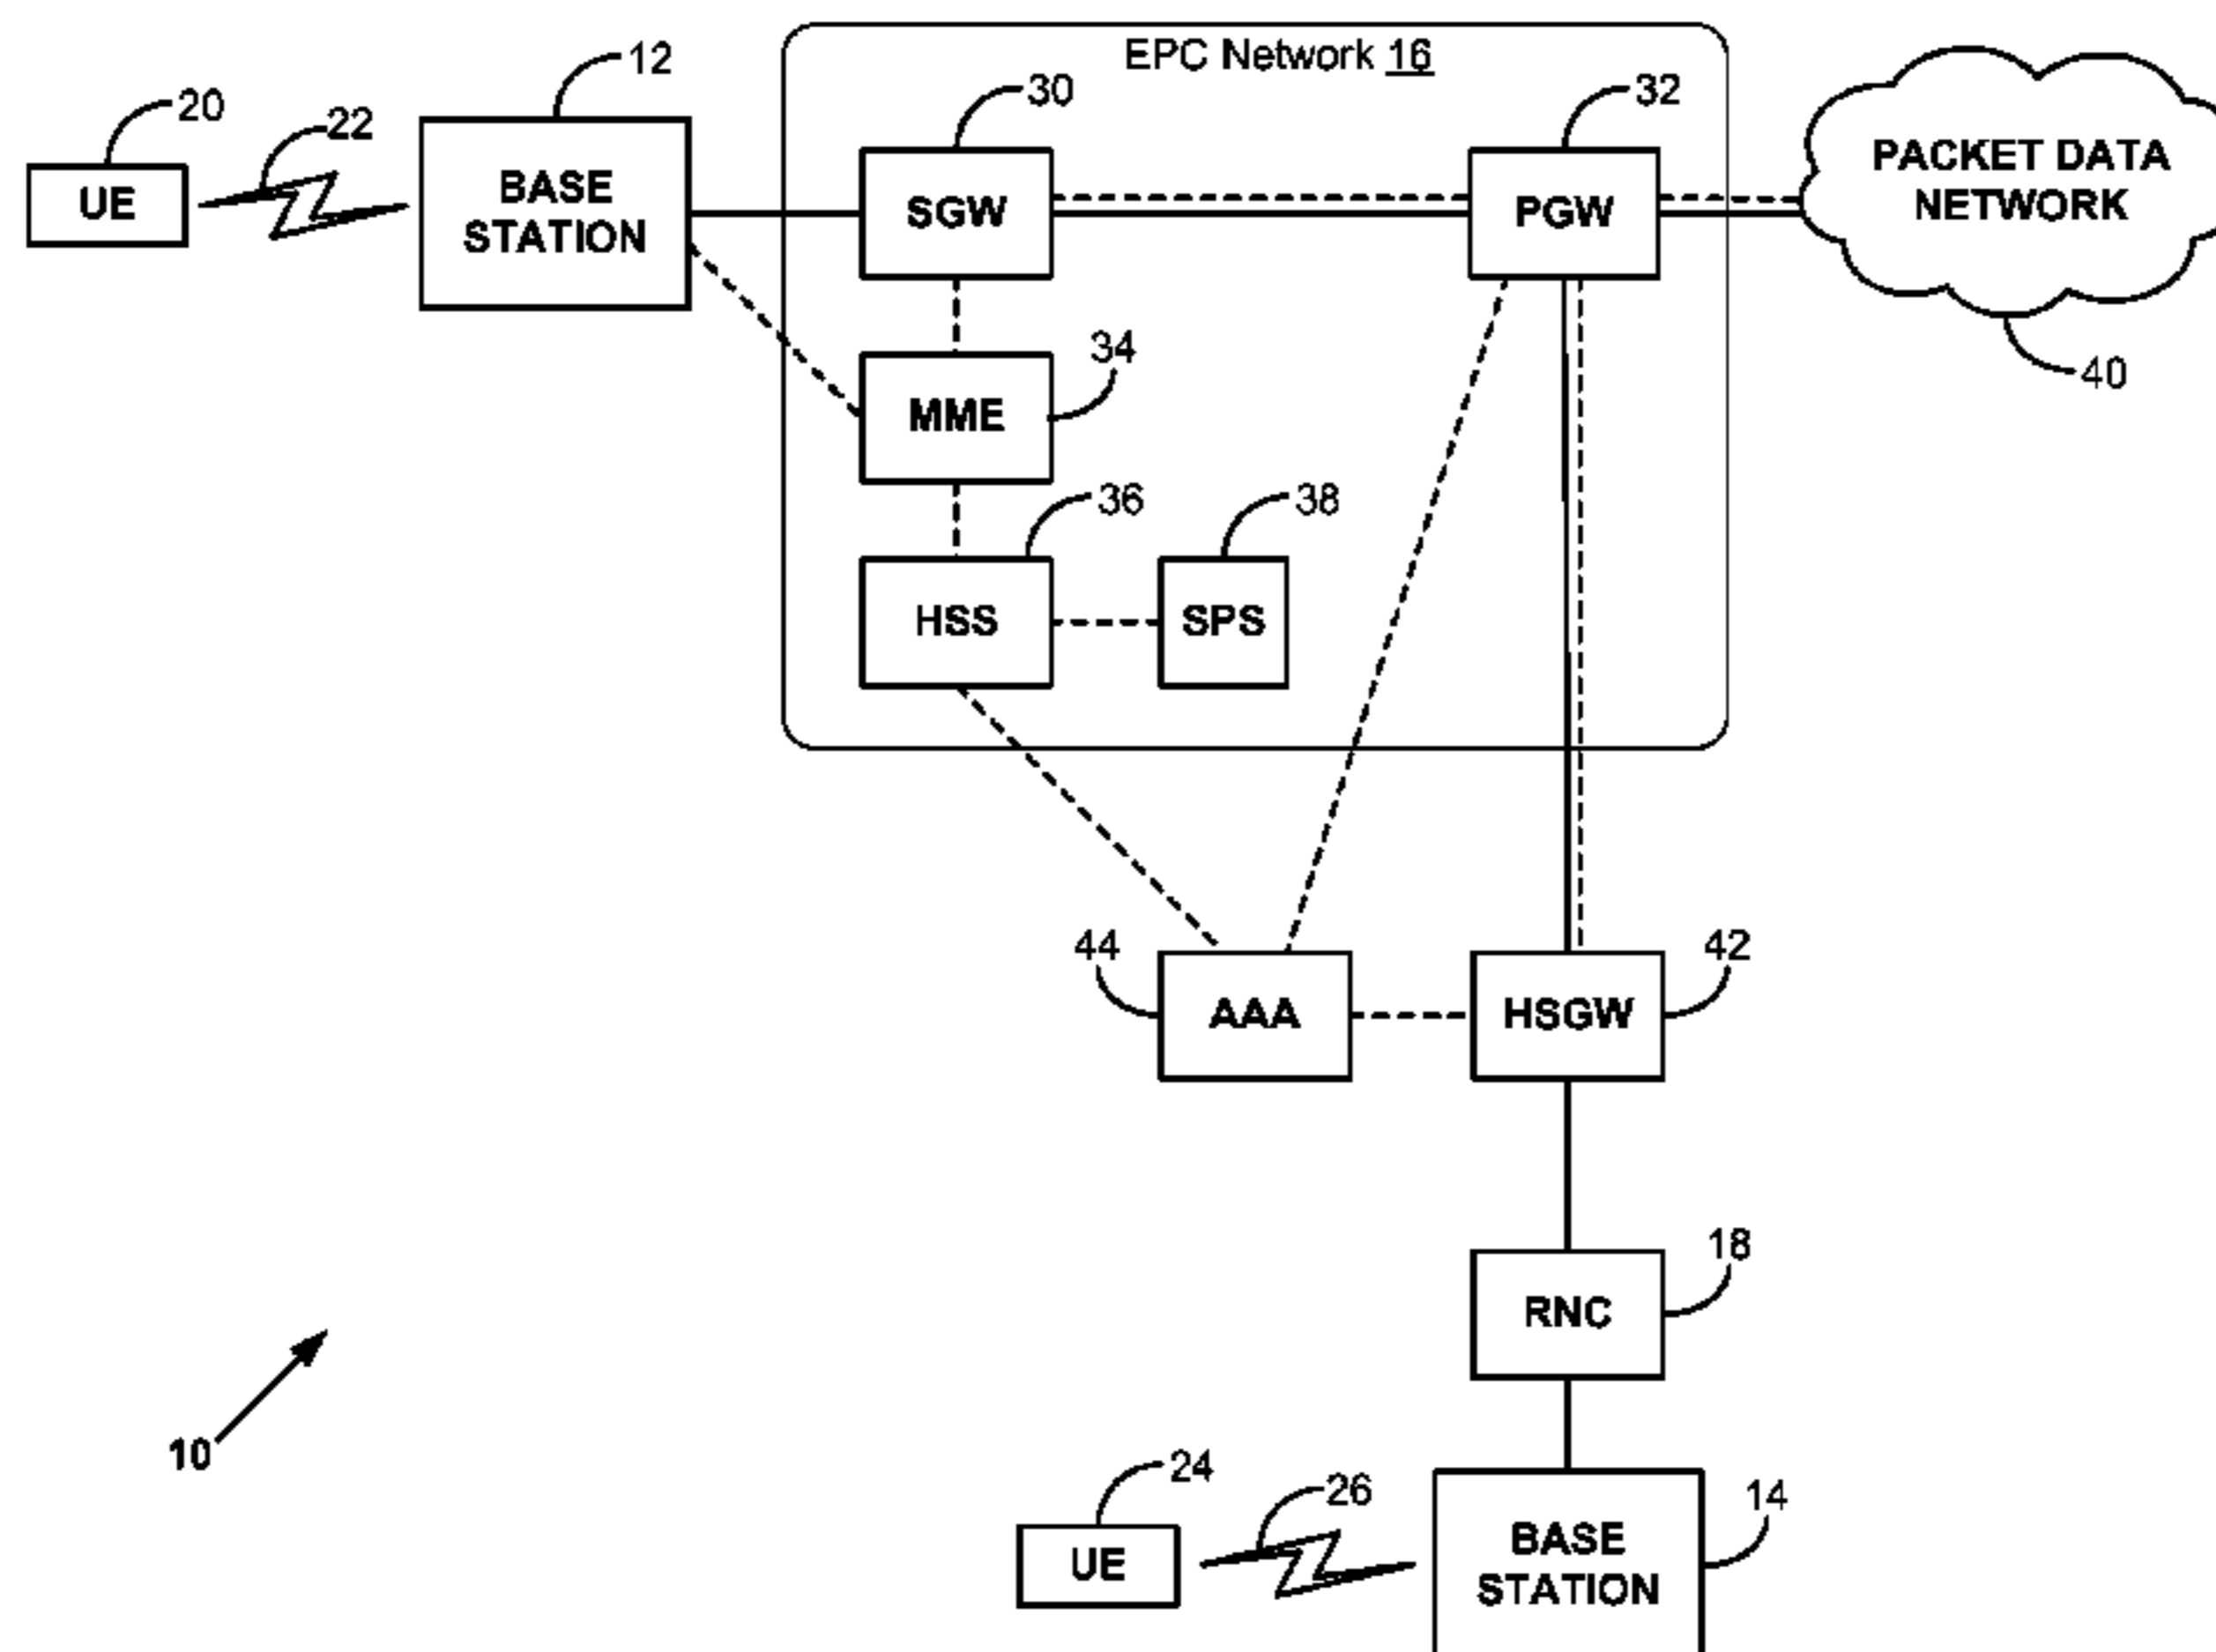 EPC Network 16
12
20
22
30
32
UE
BASE
STATION
SGW
PGW
PACKET DATA
NETWORK
34
40
MME
36
38
HSS
SPS
44
42
AAA
HSGW
18
RNC
10
24
26
14
UE
BASE
STATION